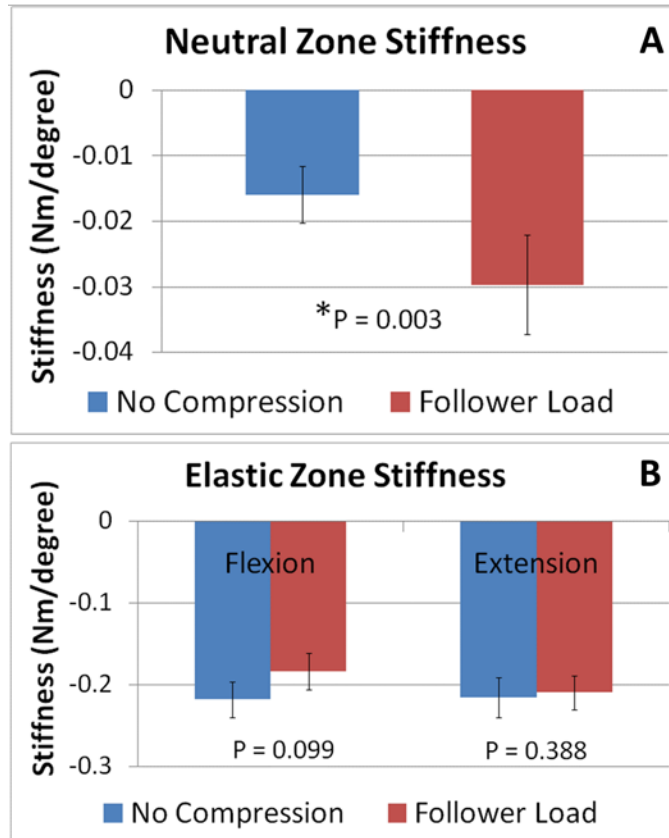 Neutral Zone Stiffness
A
Stiffness (Nm/degree)
0
-0.01
-0.02
-0.03
-0.04
*P = 0.003
No Compression
Follower Load
Elastic Zone Stiffness
B
Stiffness (Nm/degree)
0
-0.1
-0.2
-0.3
Flexion
Extension
P = 0.099
P = 0.388
No Compression
Follower Load